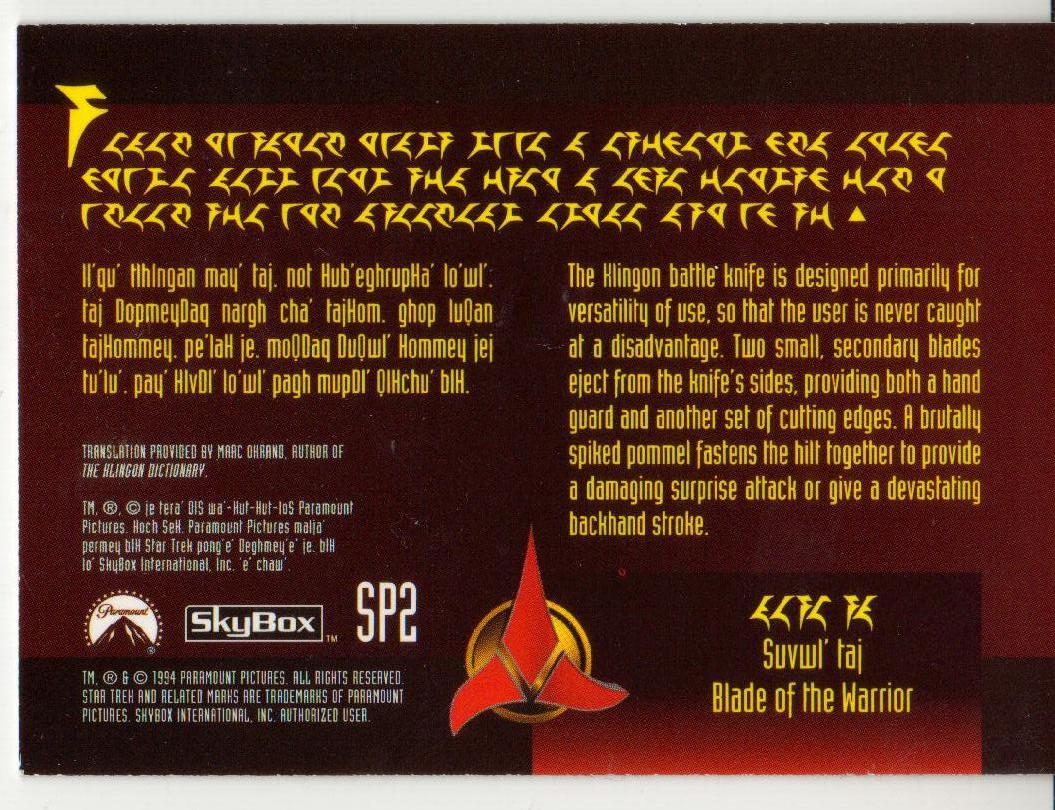 lI'qu' tlhIngan may' taj. not Hub'eghrupHa' lo'wI'.
taj DopmeyDaq nargh cha' tajHom. ghop luQan
tajHommey. pe'laH je. moQDaq DuQwI' Hommey jej
tu'lu'. pay' HIvDI' lo'wI' pagh mupDI' QIHchu' bIH.
TRANSLATION PROVIDED BY MARC OKRAND, AUTHOR OF
THE KLINGON DICTIONARY.
TM, ®, © je tera' DIS wa'-Hut-Hut-loS Paramount
Pictures. Hoch SeH. Paramount Pictures malja'
permey bIH Star Trek pong'e' Deghmey'e' je. bIH
lo' SkyBox International, Inc. 'e' chaw'.
Paramount ®
SkyBox ™
SP2
TM, ® & © 1994 PARAMOUNT PICTURES. ALL RIGHTS RESERVED.
STAR TREK AND RELATED MARKS ARE TRADEMARKS OF PARAMOUNT
PICTURES. SKYBOX INTERNATIONAL, INC. AUTHORIZED USER.
The Klingon battle knife is designed primarily for
versatility of use, so that the user is never caught
at a disadvantage. Two small, secondary blades
eject from the knife's sides, providing both a hand
guard and another set of cutting edges. A brutally
spiked pommel fastens the hilt together to provide
a damaging surprise attack or give a devastating
backhand stroke.
SuvwI' taj
Blade of the Warrior